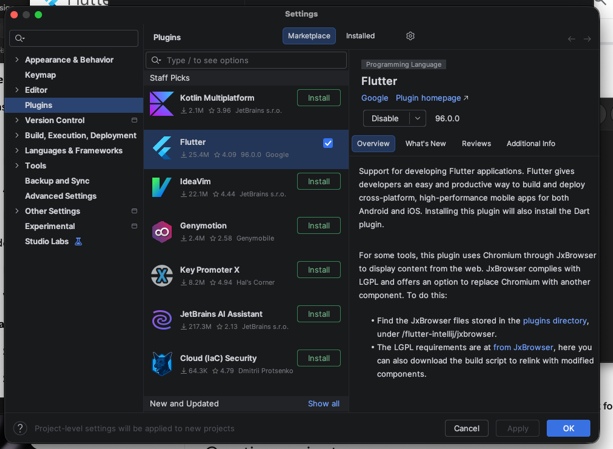 Settings
Plugins
Marketplace
Installed
Type / to see options
Appearance & Behavior
Keymap
Editor
Plugins
Version Control
Build, Execution, Deployment
Languages & Frameworks
Tools
Backup and Sync
Advanced Settings
Other Settings
Experimental
Studio Labs
Staff Picks
Kotlin Multiplatform
2.1M 3.96 JetBrains s.r.o.
Install
Flutter
25.4M 4.09 96.0.0 Google
IdeaVim
22.1M 4.44 JetBrains s.r.o.
Install
Genymotion
2.4M 2.58 Genymobile
Install
Key Promoter X
8.2M 4.94 Hal's Corner
Install
JetBrains AI Assistant
217.3M 2.13 JetBrains s.r.o.
Install
Cloud (IaC) Security
64.3K 4.79 Dmitrii Protsenko
Install
New and Updated
Show all
Programming Language
Flutter
Google Plugin homepage ↗
Disable 96.0.0
Overview What's New Reviews Additional Info
Support for developing Flutter applications. Flutter gives
developers an easy and productive way to build and deploy
cross-platform, high-performance mobile apps for both
Android and iOS. Installing this plugin will also install the Dart
plugin.
For some tools, this plugin uses Chromium through JxBrowser
to display content from the web. JxBrowser complies with
LGPL and offers an option to replace Chromium with another
component. To do this:
• Find the JxBrowser files stored in the plugins directory,
under /flutter-intellij/jxbrowser.
• The LGPL requirements are at from JxBrowser, here you
can also download the build script to relink with modified
components.
? Project-level settings will be applied to new projects
Cancel
Apply
OK